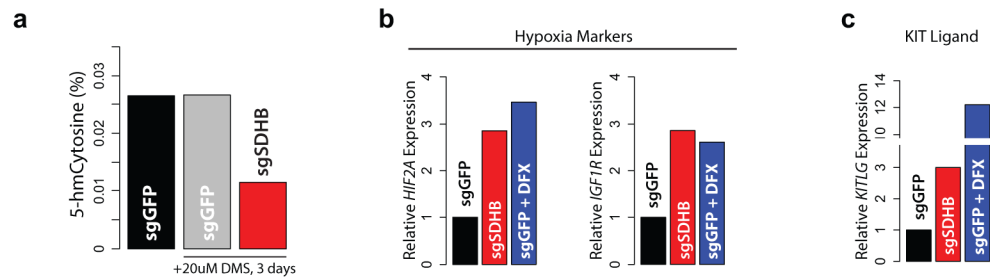 a
5-hmCytosine (%)
0
0.01
0.02
0.03
sgGFP
sgGFP
sgSDHB
+20uM DMS, 3 days
b
Hypoxia Markers
Relative HIF2A Expression
0
1
2
3
4
sgGFP
sgSDHB
sgGFP + DFX
Relative IGF1R Expression
0
1
2
3
4
sgGFP
sgSDHB
sgGFP + DFX
c
KIT Ligand
Relative KITLG Expression
0
1
2
3
10
12
14
sgGFP
sgSDHB
sgGFP + DFX